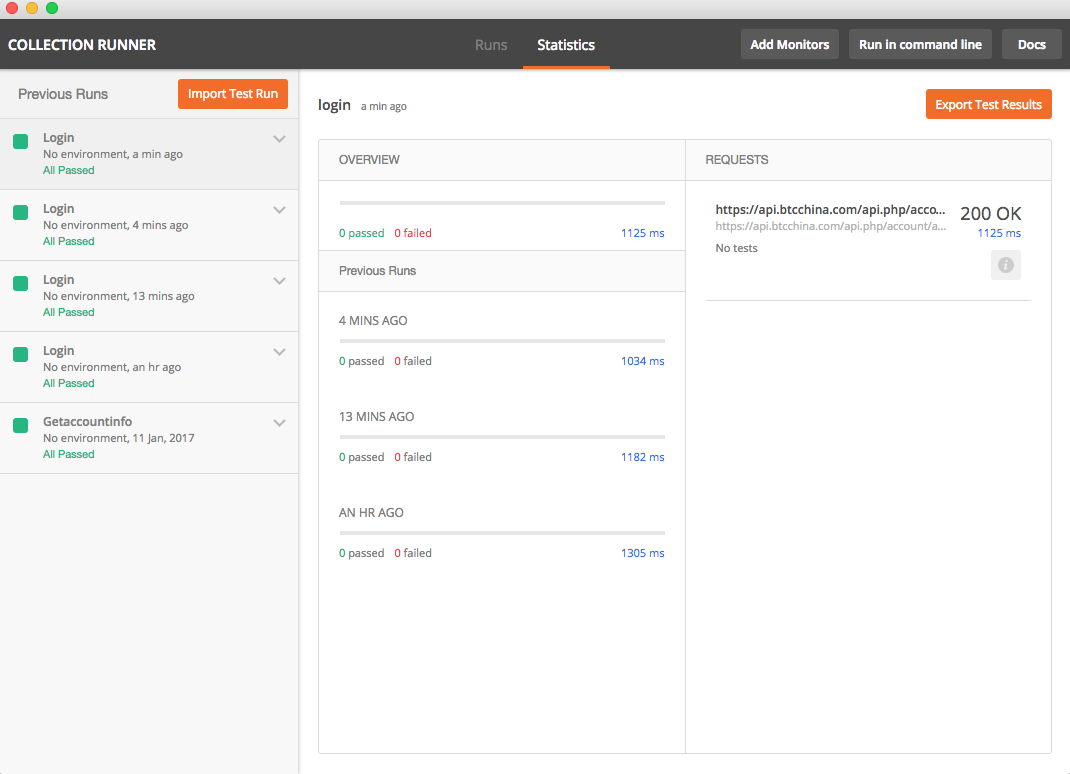 COLLECTION RUNNER
Runs
Statistics
Add Monitors
Run in command line
Docs
Previous Runs
Import Test Run
Login
No environment, a min ago
All Passed
Login
No environment, 4 mins ago
All Passed
Login
No environment, 13 mins ago
All Passed
Login
No environment, an hr ago
All Passed
Getaccountinfo
No environment, 11 Jan, 2017
All Passed
login a min ago
Export Test Results
OVERVIEW
0 passed 0 failed 1125 ms
Previous Runs
4 MINS AGO
0 passed 0 failed 1034 ms
13 MINS AGO
0 passed 0 failed 1182 ms
AN HR AGO
0 passed 0 failed 1305 ms
REQUESTS
https://api.btcchina.com/api.php/acco... 200 OK
https://api.btcchina.com/api.php/account/a... 1125 ms
No tests